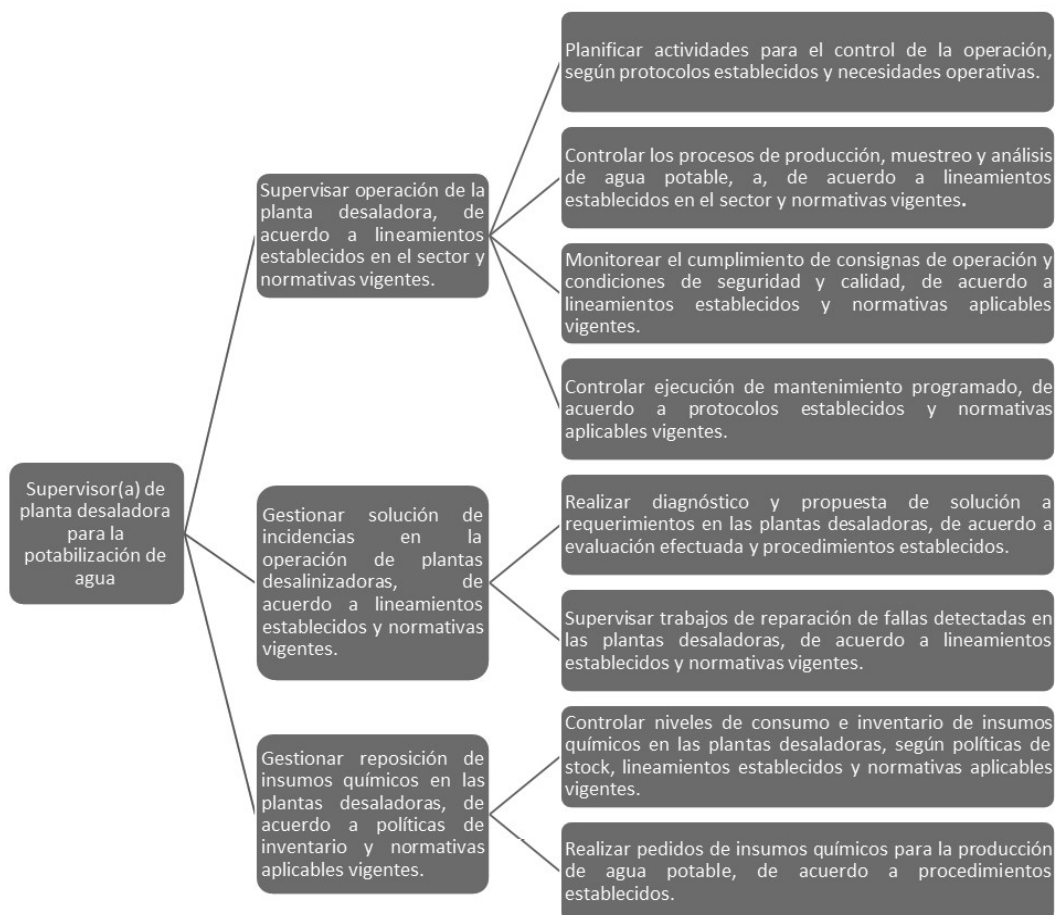 Supervisor(a) de
planta desaladora
para la
potabilización de
agua
Supervisar operación de la
planta desaladora, de
acuerdo a lineamientos
establecidos en el sector y
normativas vigentes.
Planificar actividades para el control de la operación,
según protocolos establecidos y necesidades operativas.
Controlar los procesos de producción, muestreo y análisis
de agua potable, a, de acuerdo a lineamientos
establecidos en el sector y normativas vigentes.
Monitorear el cumplimiento de consignas de operación y
condiciones de seguridad y calidad, de acuerdo a
lineamientos establecidos y normativas aplicables
vigentes.
Controlar ejecución de mantenimiento programado, de
acuerdo a protocolos establecidos y normativas
aplicables vigentes.
Gestionar solución de
incidencias en la
operación de plantas
desalinizadoras, de
acuerdo a lineamientos
establecidos y normativas
vigentes.
Realizar diagnóstico y propuesta de solución a
requerimientos en las plantas desaladoras, de acuerdo a
evaluación efectuada y procedimientos establecidos.
Supervisar trabajos de reparación de fallas detectadas en
las plantas desaladoras, de acuerdo a lineamientos
establecidos y normativas vigentes.
Gestionar reposición de
insumos químicos en las
plantas desaladoras, de
acuerdo a políticas de
inventario y normativas
aplicables vigentes.
Controlar niveles de consumo e inventario de insumos
químicos en las plantas desaladoras, según políticas de
stock, lineamientos establecidos y normativas aplicables
vigentes.
Realizar pedidos de insumos químicos para la producción
de agua potable, de acuerdo a procedimientos
establecidos.